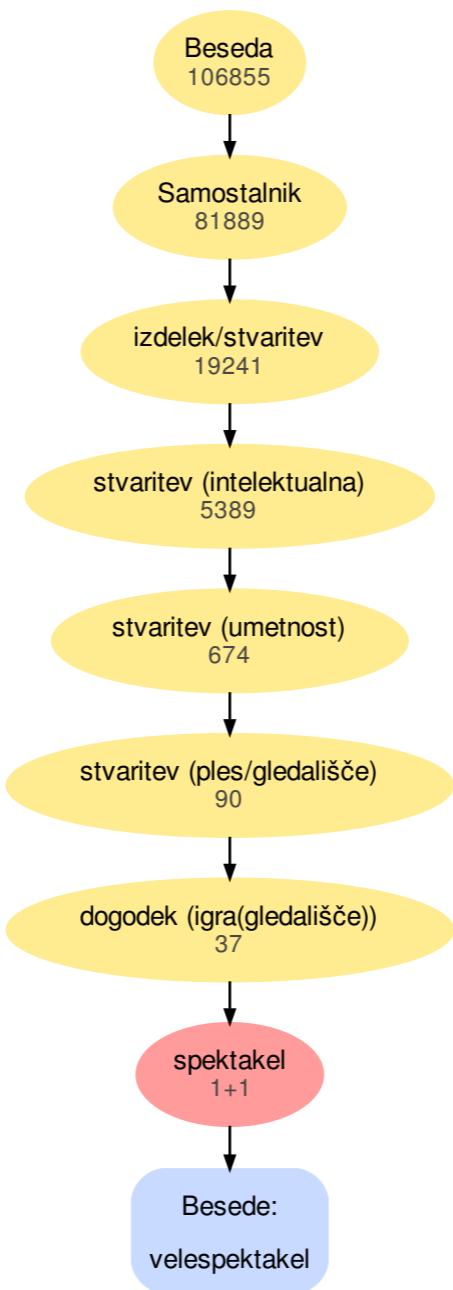 Beseda
106855
Samostalnik
81889
izdelek/stvaritev
19241
stvaritev (intelektualna)
5389
stvaritev (umetnost)
674
stvaritev (ples/gledališče)
90
dogodek (igra(gledališče))
37
spektakel
1+1
Besede:
velespektakel